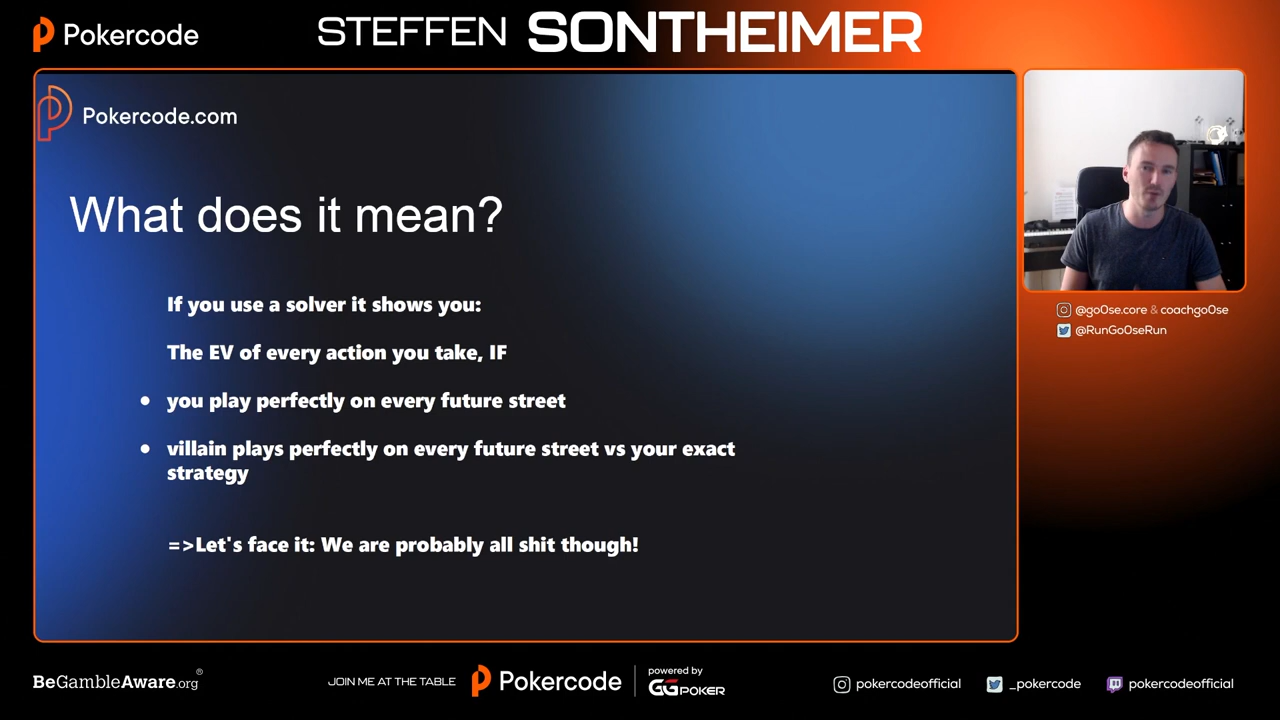 Pokercode
STEFFEN SONTHEIMER
Pokercode.com
What does it mean?
If you use a solver it shows you:
The EV of every action you take, IF
• you play perfectly on every future street
• villain plays perfectly on every future street vs your exact
strategy
=>Let's face it: We are probably all shit though!
@go0se.core & coachgo0se
@RunGo0seRun
BeGambleAware.org®
JOIN ME AT THE TABLE
Pokercode
powered by
GGPOKER
pokercodeofficial
_pokercode
pokercodeofficial